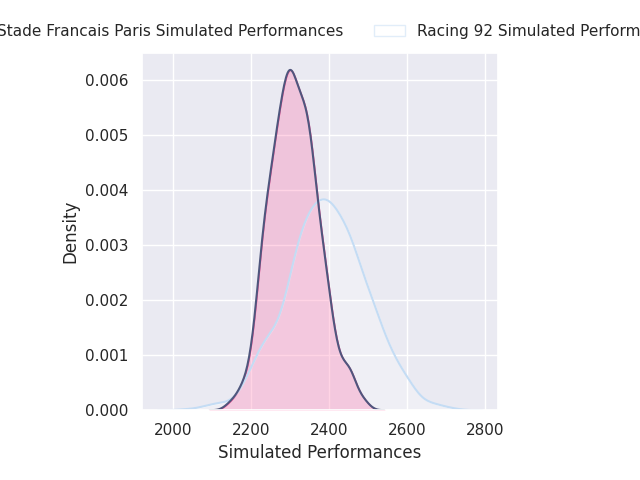 Stade Francais Paris Simulated Performances
Racing 92 Simulated Perform
0.006
0.005
0.004
0.003
0.002
0.001
0.000
Density
2000 2200 2400 2600 2800
Simulated Performances